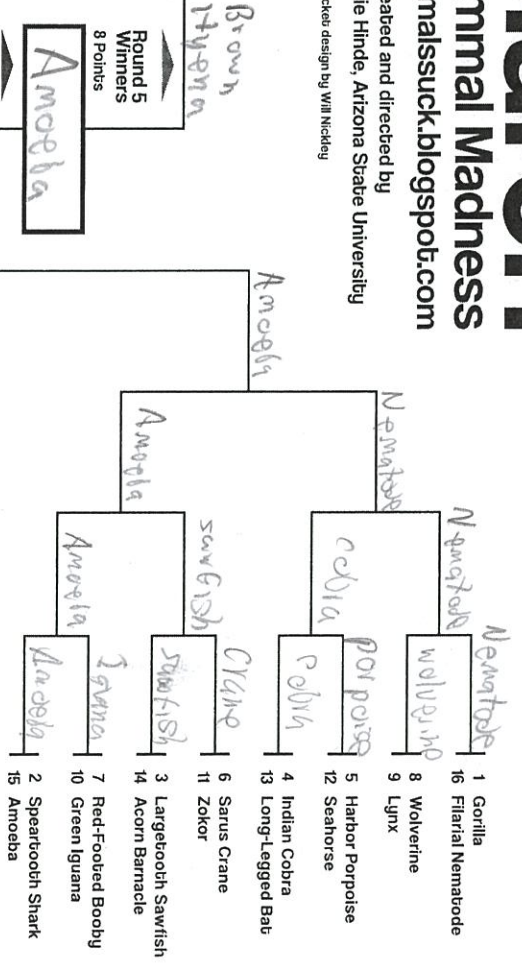 mmal Madness
malssuck.blogspot.com
eated and directed by
ie Hinde, Arizona State University
cket design by Will Nickley
Brown
Hyena
Round 5
Winners
8 Points
Amoeba
Amoeba
Nematode
Amoeba
Nematode
cobra
sawfish
Amoeba
Nematode
wolverine
porpoise
cobra
Crane
sawfish
Iguana
Amoeba
1 Gorilla
16 Filarial Nematode
8 Wolverine
9 Lynx
5 Harbor Porpoise
12 Seahorse
4 Indian Cobra
13 Long-Legged Bat
6 Sarus Crane
11 Zokor
3 Largetooth Sawfish
14 Acorn Barnacle
7 Red-Footed Booby
10 Green Iguana
2 Speartooth Shark
15 Amoeba